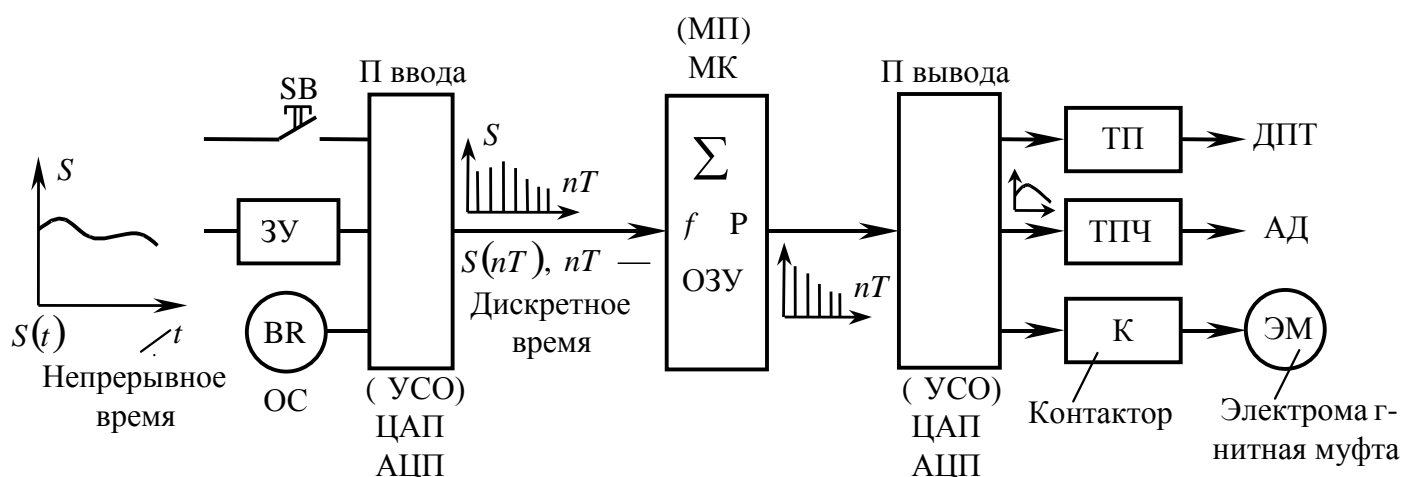 (МП)
МК
П ввода
П вывода
SB
S
S
nT
ЗУ
BR
ОС
S(t)
t
Непрерывное
время
S(nT), nT —
Дискретное
время
( УСО)
ЦАП
АЦП
∑
f Р
ОЗУ
nT
( УСО)
ЦАП
АЦП
ТП
ДПТ
ТПЧ
АД
К
ЭМ
Контактор
Электрома г-
нитная муфта